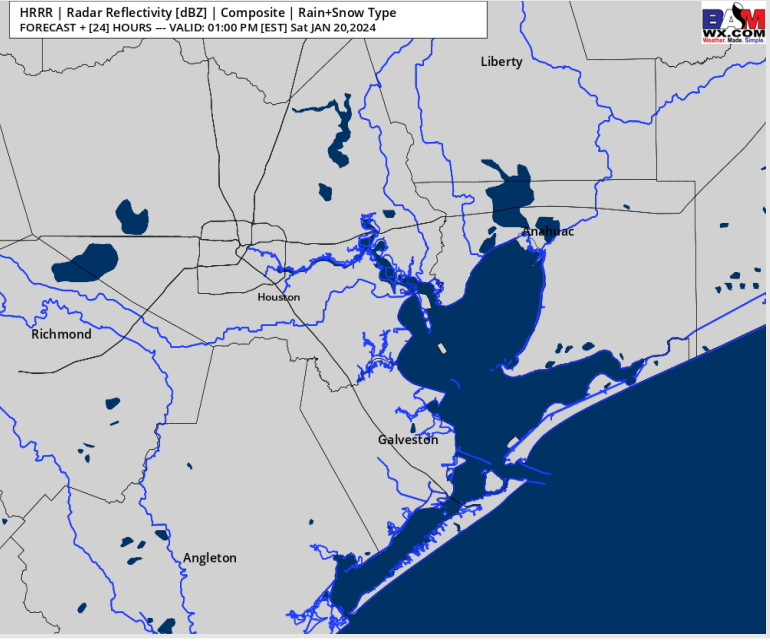 HRRR | Radar Reflectivity [dBZ] | Composite | Rain+Snow Type
FORECAST + [24] HOURS --- VALID: 01:00 PM [EST] Sat JAN 20,2024
BAM
WX.COM
Weather. Made. Simple.
Liberty
Anahuac
Houston
Richmond
Galveston
Angleton